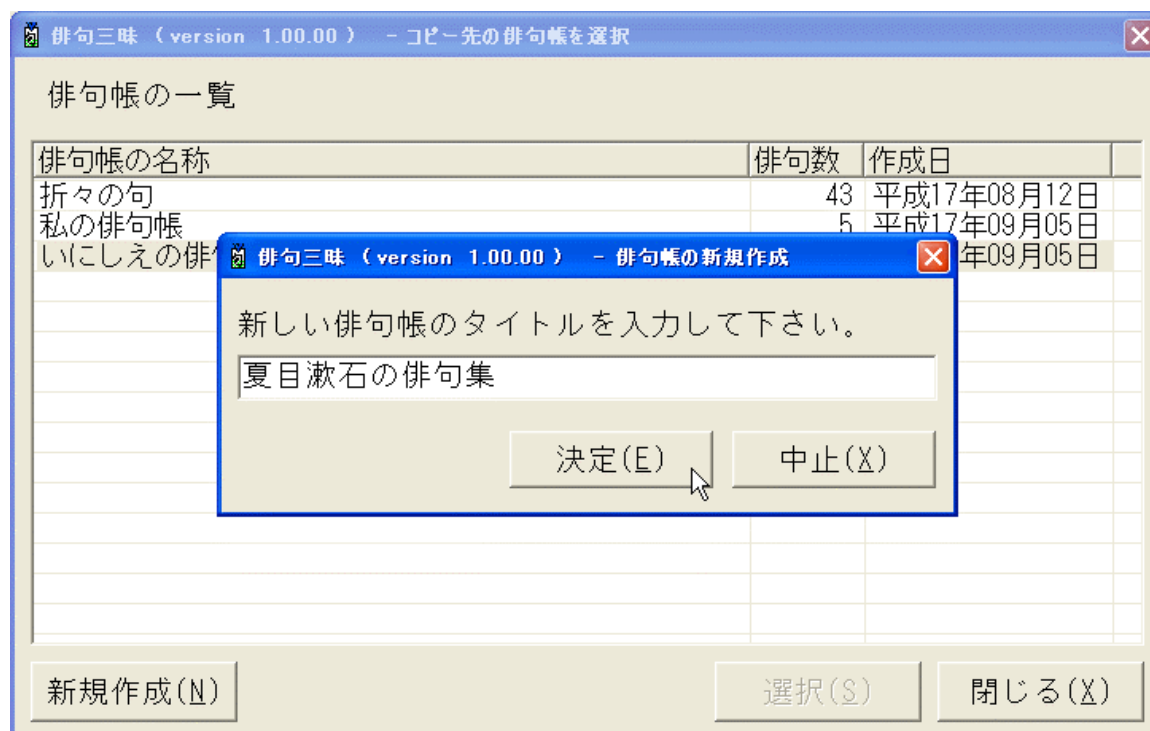 俳句三昧 （version 1.00.00） - コピー先の俳句帳を選択
俳句帳の一覧
俳句帳の名称 俳句数 作成日
折々の句 43 平成17年08月12日
私の俳句帳 5 平成17年09月05日
いにしえの俳 年09月05日
俳句三昧 （version 1.00.00） - 俳句帳の新規作成
新しい俳句帳のタイトルを入力して下さい。
夏目漱石の俳句集
決定(E) 中止(X)
新規作成(N) 選択(S) 閉じる(X)